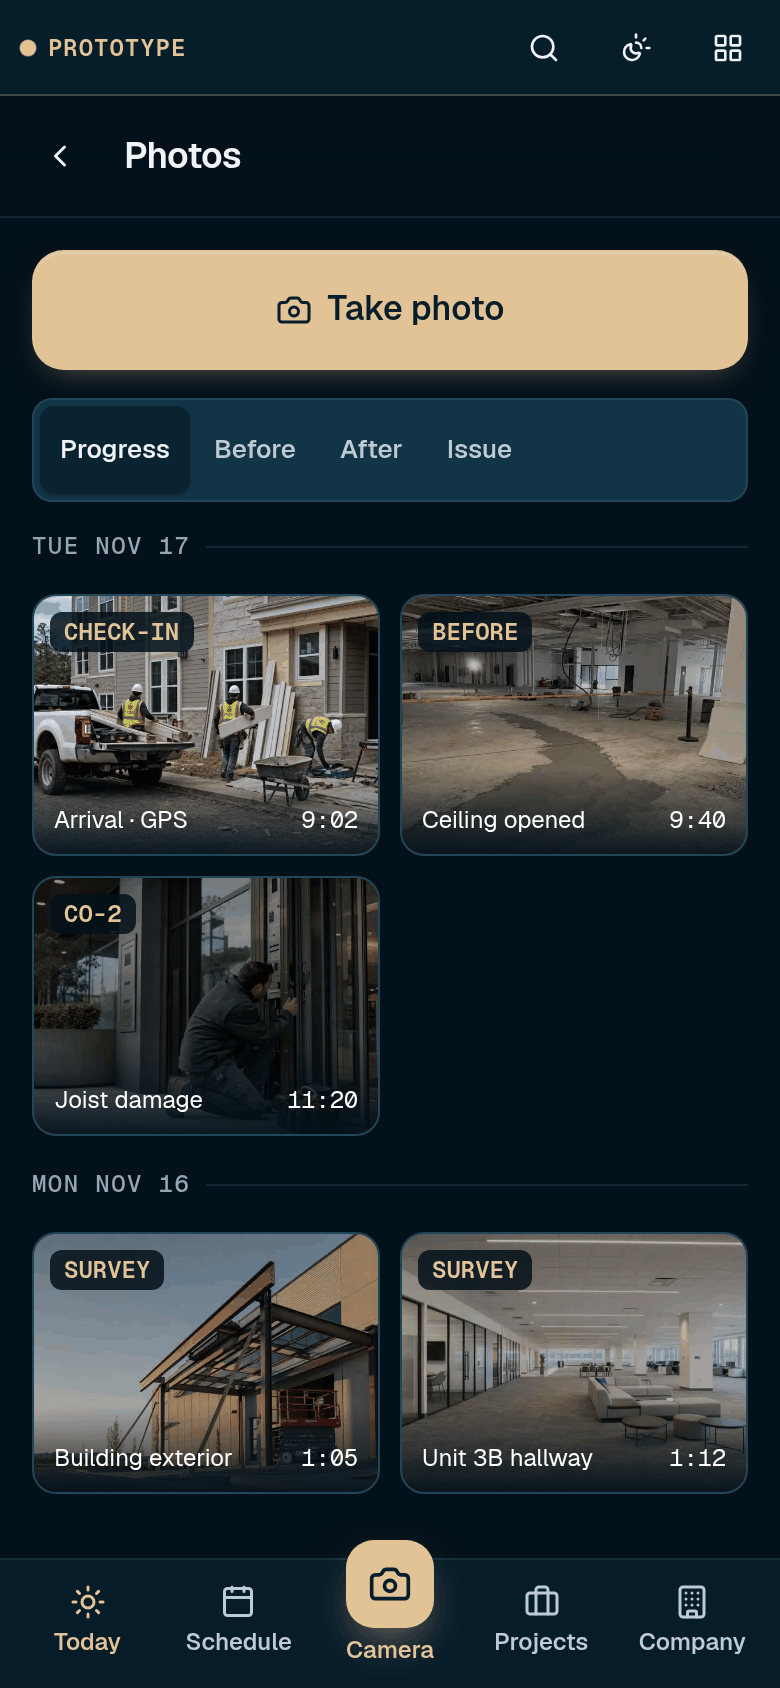 PROTOTYPE
Photos
Take photo
Progress Before After Issue
TUE NOV 17
CHECK-IN
Arrival · GPS 9:02
BEFORE
Ceiling opened 9:40
CO-2
Joist damage 11:20
MON NOV 16
SURVEY
Building exterior 1:05
SURVEY
Unit 3B hallway 1:12
Today Schedule Camera Projects Company